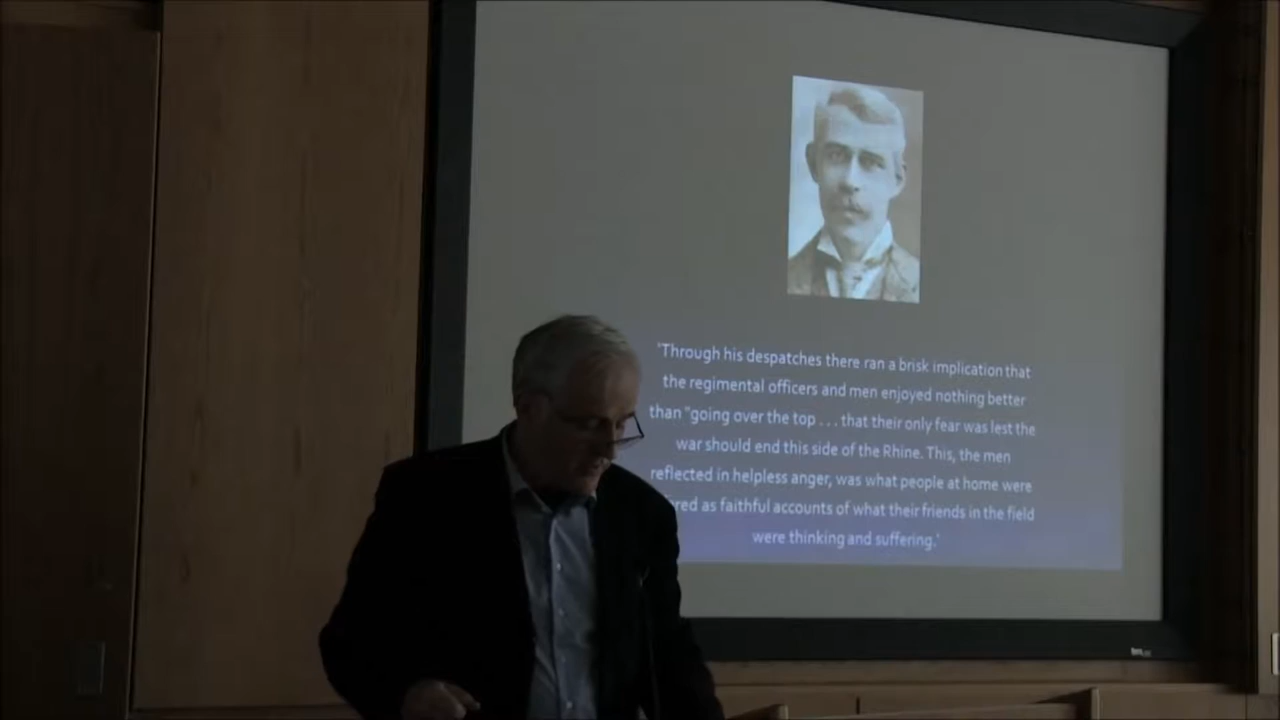 'Through his despatches there ran a brisk implication that
the regimental officers and men enjoyed nothing better
than "going over the top . . . that their only fear was lest the
war should end this side of the Rhine. This, the men
reflected in helpless anger, was what people at home were
as faithful accounts of what their friends in the field
were thinking and suffering.'